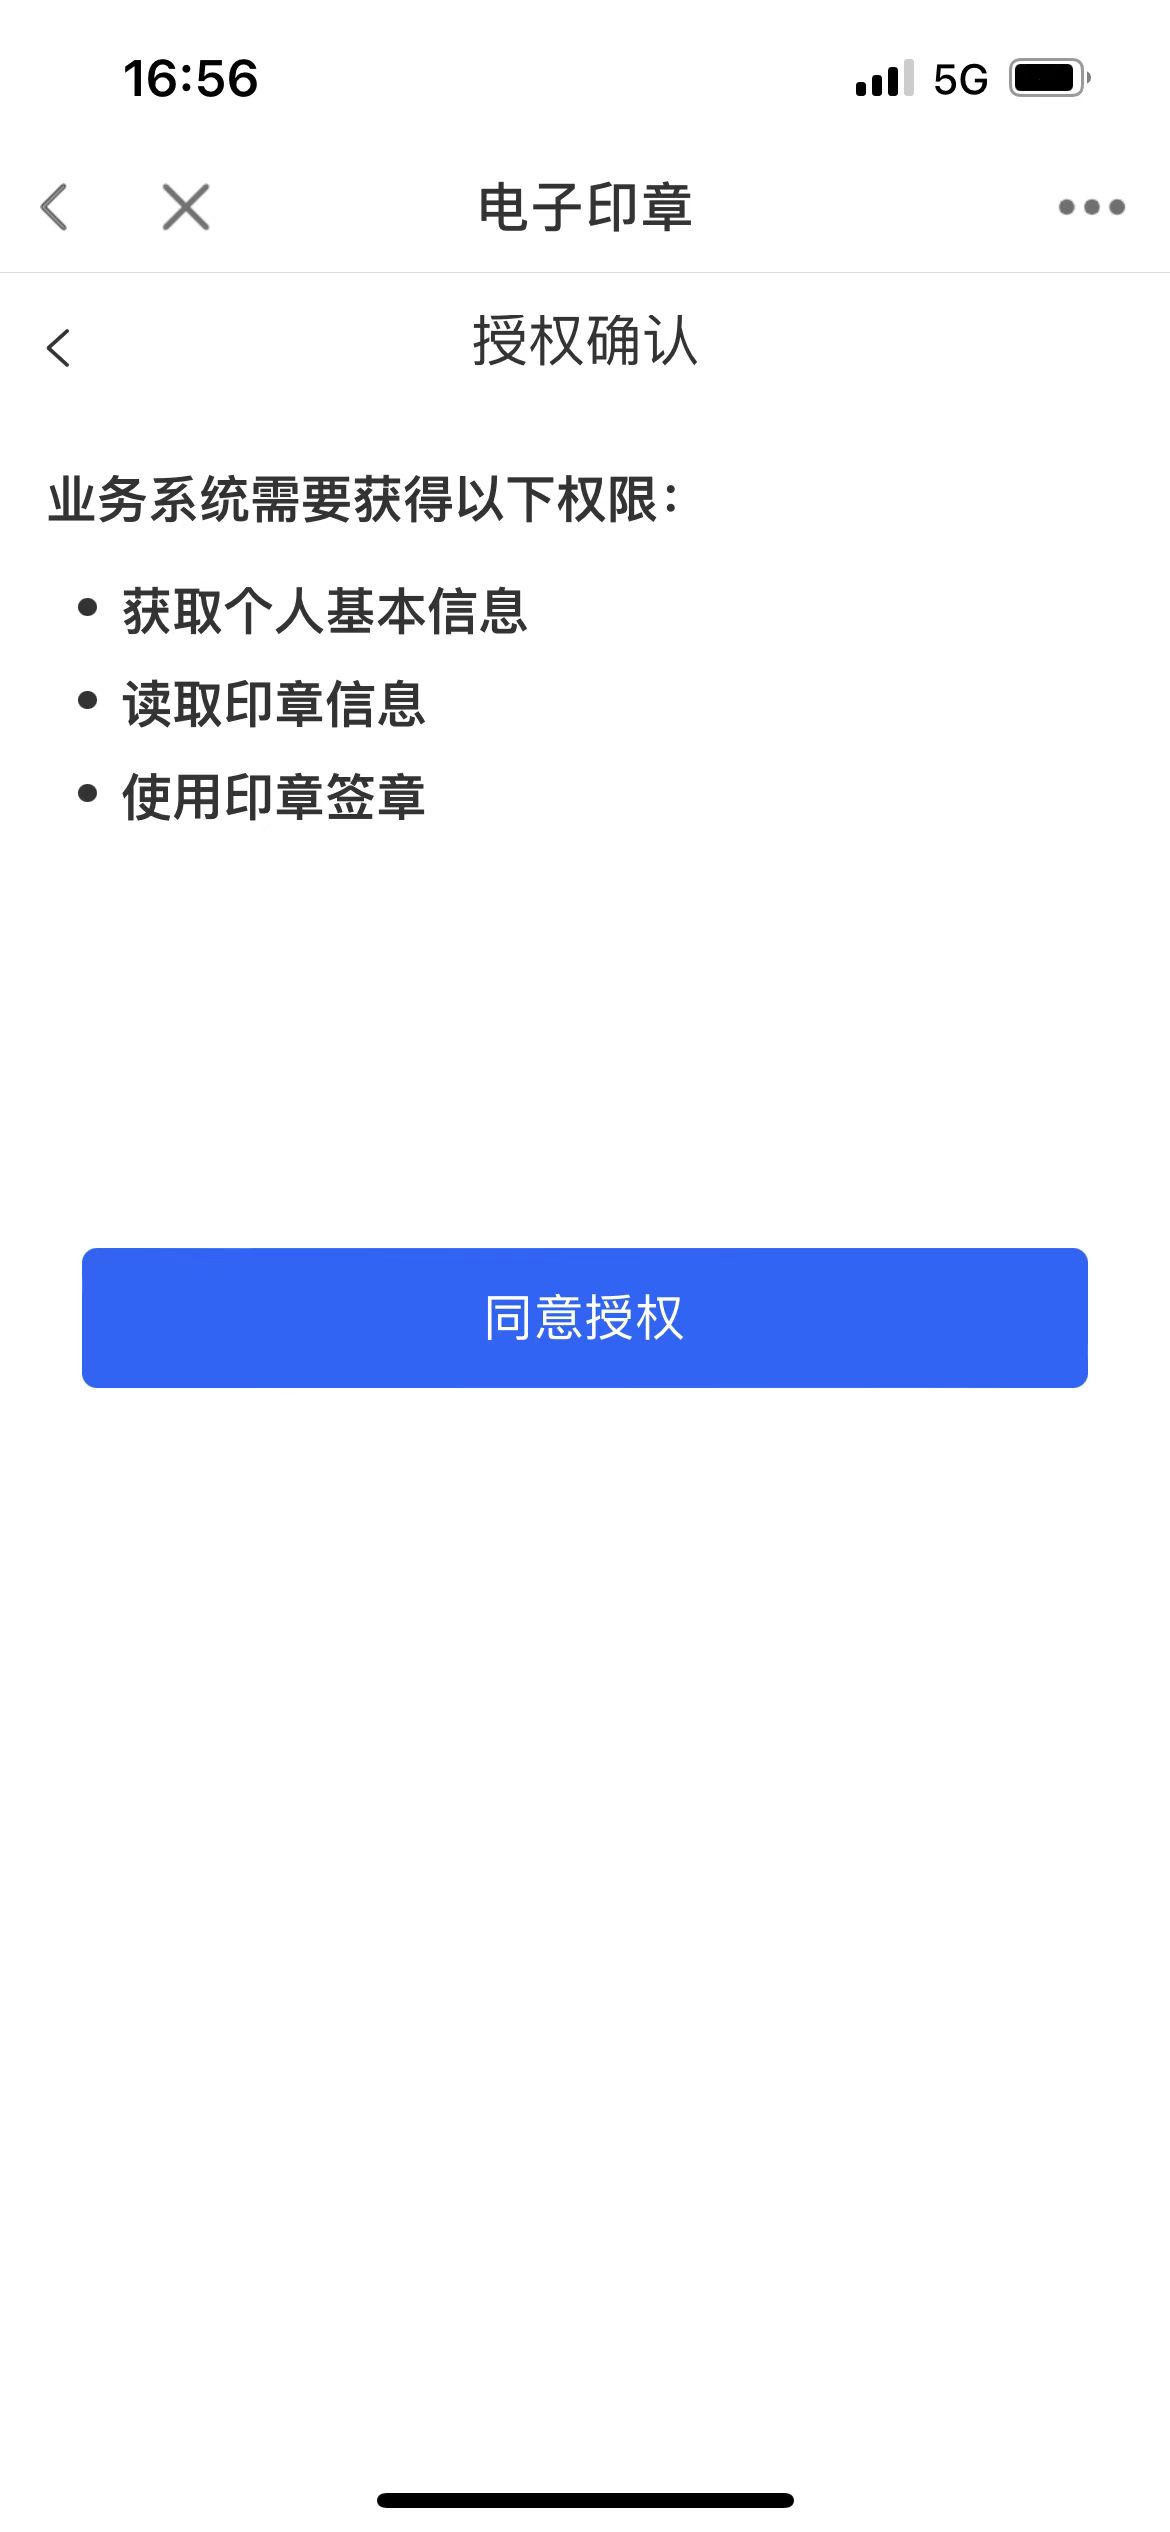 16:56
5G
电子印章
授权确认
业务系统需要获得以下权限：
获取个人基本信息
读取印章信息
使用印章签章
同意授权